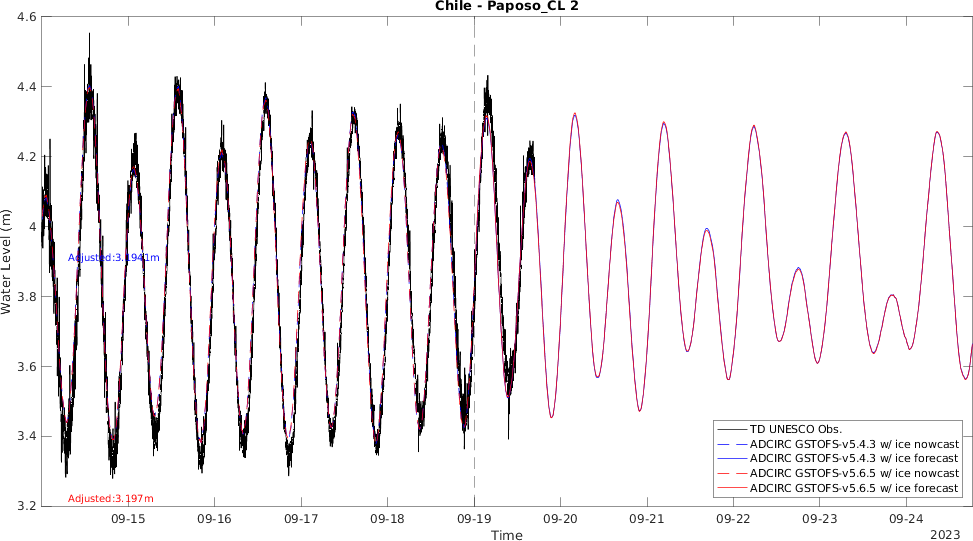 Chile - Paposo_CL 2
4.6
4.4
4.2
4
3.8
3.6
3.4
3.2
Water Level (m)
Adjusted:3.1941m
Adjusted:3.197m
TD UNESCO Obs.
ADCIRC GSTOFS-v5.4.3 w/ ice nowcast
ADCIRC GSTOFS-v5.4.3 w/ ice forecast
ADCIRC GSTOFS-v5.6.5 w/ ice nowcast
ADCIRC GSTOFS-v5.6.5 w/ ice forecast
09-15 09-16 09-17 09-18 09-19 09-20 09-21 09-22 09-23 09-24
Time
2023